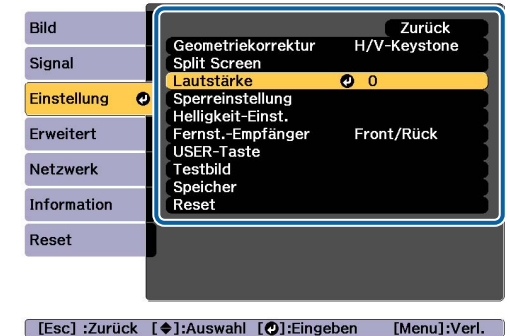 Bild
Signal
Einstellung
Erweitert
Netzwerk
Information
Reset
Zurück
Geometriekorrektur H/V-Keystone
Split Screen
Lautstärke 0
Sperreinstellung
Helligkeit-Einst.
Fernst.-Empfänger Front/Rück
USER-Taste
Testbild
Speicher
Reset
[Esc] :Zurück [◆]:Auswahl [↵]:Eingeben [Menu]:Verl.